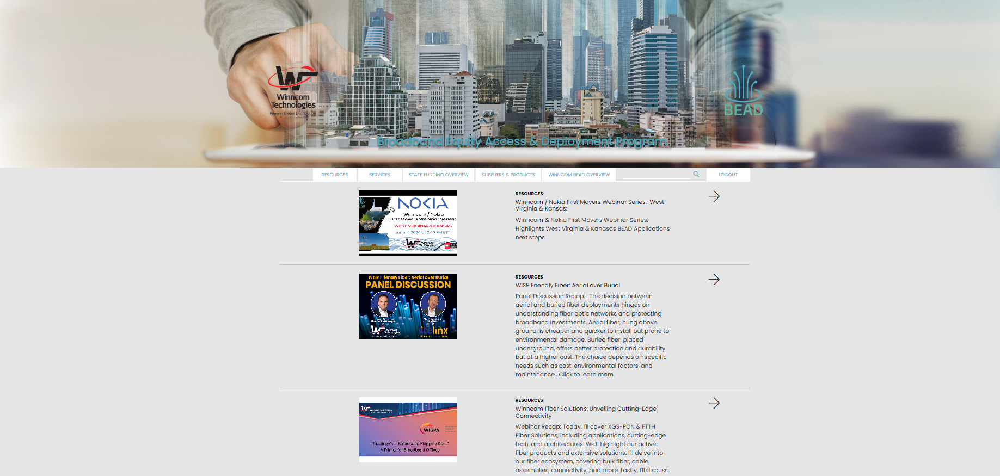 Winncom
Technologies
Premier Global Distribution
BEAD
Broadband Equity Access & Deployment Program
RESOURCES
SERVICES
STATE FUNDING OVERVIEW
SUPPLIERS & PRODUCTS
WINNCOM BEAD OVERVIEW
LOGOUT
BEAD
NOKIA
Winncom / Nokia
First Movers Webinar Series:
WEST VIRGINIA & KANSAS
June 4, 2024 at 2:00 PM EST
Winncom
Technologies
RESOURCES
Winncom / Nokia First Movers Webinar Series:  West
Virginia & Kansas:
Winncom & Nokia First Movers Webinar Series.
Highlights West Virginia & Kanasas BEAD Applications
next steps
WISP Friendly Fiber: Aerial over Burial
PANEL DISCUSSION
Fiber Product Manager
Winncom
Technologies
RESOURCES
WISP Friendly Fiber: Aerial over Burial
Panel Discussion Recap: . The decision between
aerial and buried fiber deployments hinges on
understanding fiber optic networks and protecting
broadband investments. Aerial fiber, hung above
ground, is cheaper and quicker to install but prone to
environmental damage. Buried fiber, placed
underground, offers better protection and durability
but at a higher cost. The choice depends on specific
needs such as cost, environmental factors, and
maintenance.. Click to learn more.
Winncom Technologies
WISPA
"Trusting Your Broadband Mapping Data"
A Primer for Broadband Offices
RESOURCES
Winncom Fiber Solutions: Unveiling Cutting-Edge
Connectivity
Webinar Recap: Today, I'll cover XGS-PON & FTTH
Fiber Solutions, including applications, cutting-edge
tech, and architectures. We'll highlight our active
fiber products and extensive solutions. I'll delve into
our fiber ecosystem, covering bulk fiber, cable
assemblies, connectivity, and more. Lastly, I'll discuss